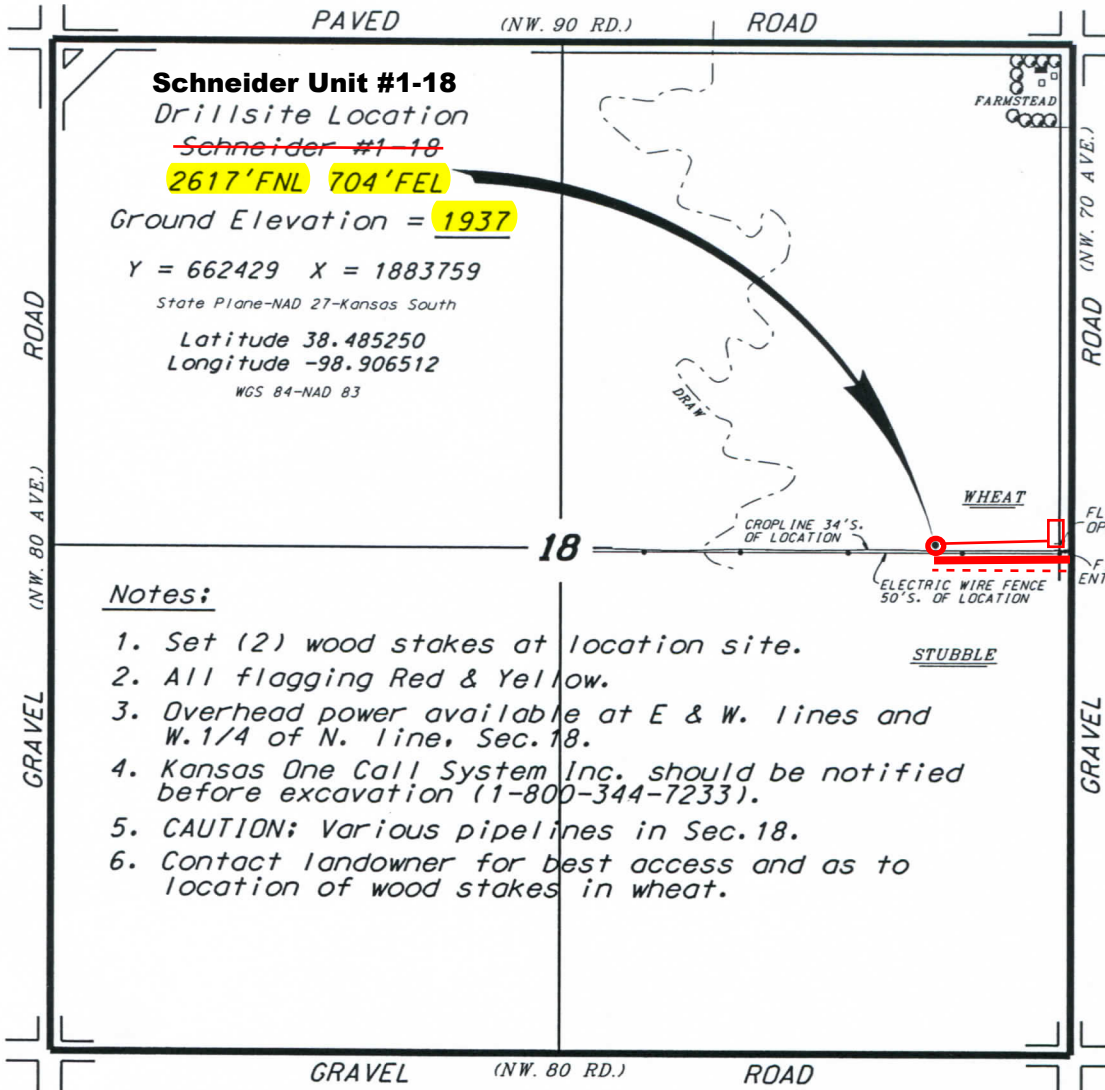 PAVED (NW. 90 RD.) ROAD
Schneider Unit #1-18
Drillsite Location
Schneider #1-18
2617'FNL 704'FEL
Ground Elevation = 1937
Y = 662429 X = 1883759
State Plane-NAD 27-Kansas South
Latitude 38.485250
Longitude -98.906512
WGS 84-NAD 83
FARMSTEAD
ROAD
(NW. 80 AVE.)
GRAVEL
(NW. 70 AVE.)
ROAD
GRAVEL
DRAW
WHEAT
FL
OP
CROPLINE 34'S.
OF LOCATION
18
F
ENT
ELECTRIC WIRE FENCE
50'S. OF LOCATION
STUBBLE
Notes:
1. Set (2) wood stakes at location site.
2. All flagging Red & Yellow.
3. Overhead power available at E & W. lines and
W.1/4 of N. line, Sec.18.
4. Kansas One Call System Inc. should be notified
before excavation (1-800-344-7233).
5. CAUTION: Various pipelines in Sec.18.
6. Contact landowner for best access and as to
location of wood stakes in wheat.
GRAVEL (NW. 80 RD.) ROAD